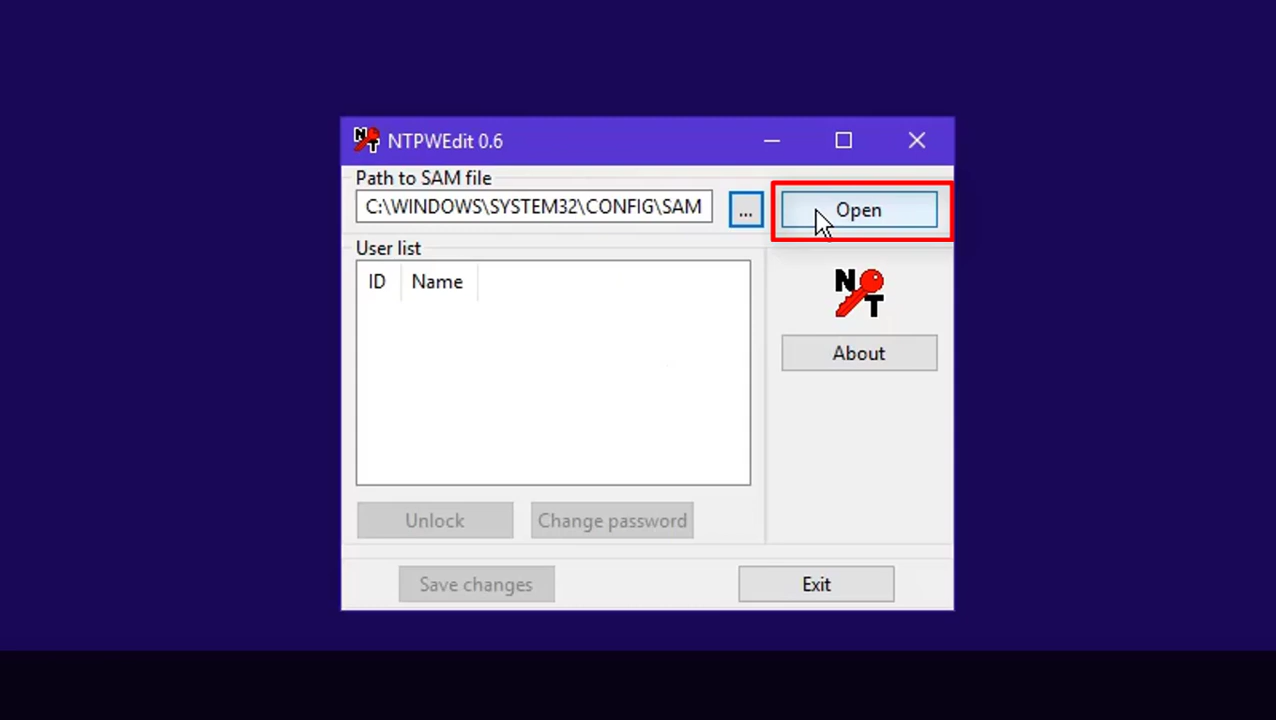 NTPWEdit 0.6
Path to SAM file
C:\WINDOWS\SYSTEM32\CONFIG\SAM
...
Open
User list
ID Name
NT
About
Unlock
Change password
Save changes
Exit